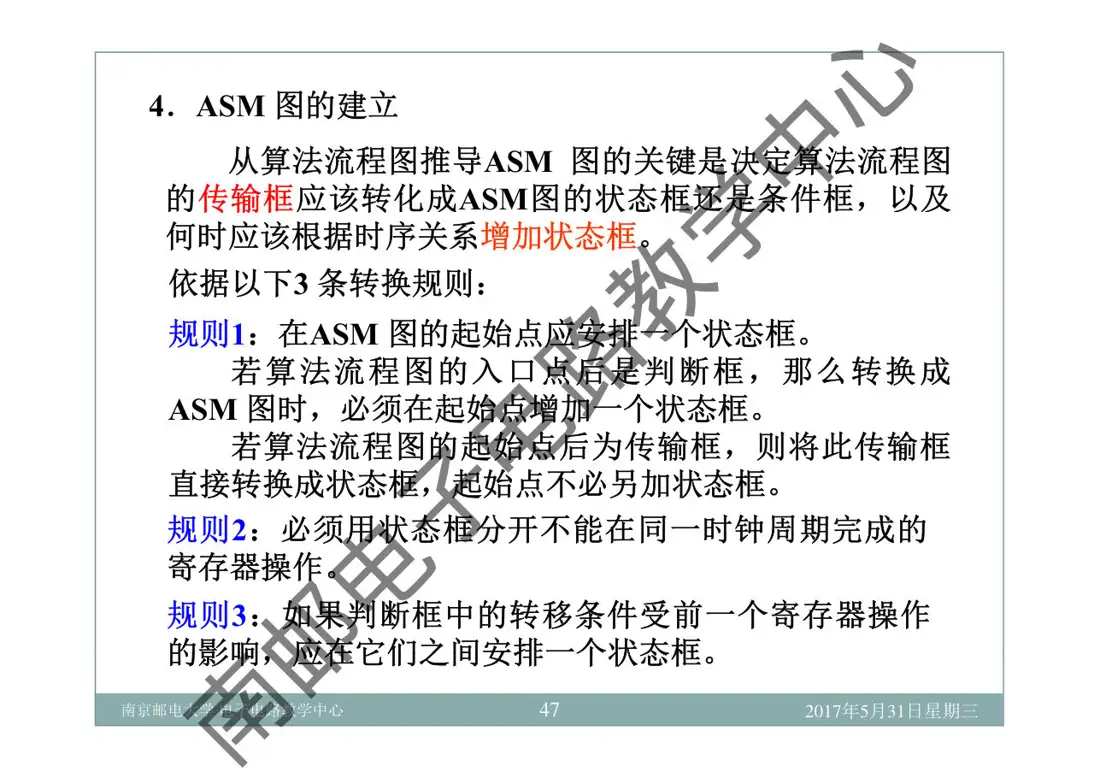 4．ASM 图的建立
从算法流程图推导ASM 图的关键是决定算法流程图
的传输框应该转化成ASM图的状态框还是条件框，以及
何时应该根据时序关系增加状态框。
依据以下3 条转换规则：
规则1：在ASM 图的起始点应安排一个状态框。
若算法流程图的入口点后是判断框，那么转换成
ASM 图时，必须在起始点增加一个状态框。
若算法流程图的起始点后为传输框，则将此传输框
直接转换成状态框，起始点不必另加状态框。
规则2：必须用状态框分开不能在同一时钟周期完成的
寄存器操作。
规则3：如果判断框中的转移条件受前一个寄存器操作
的影响，应在它们之间安排一个状态框。
南京邮电大学 电子电路教学中心
47
2017年5月31日星期三
南邮电子电路教学中心